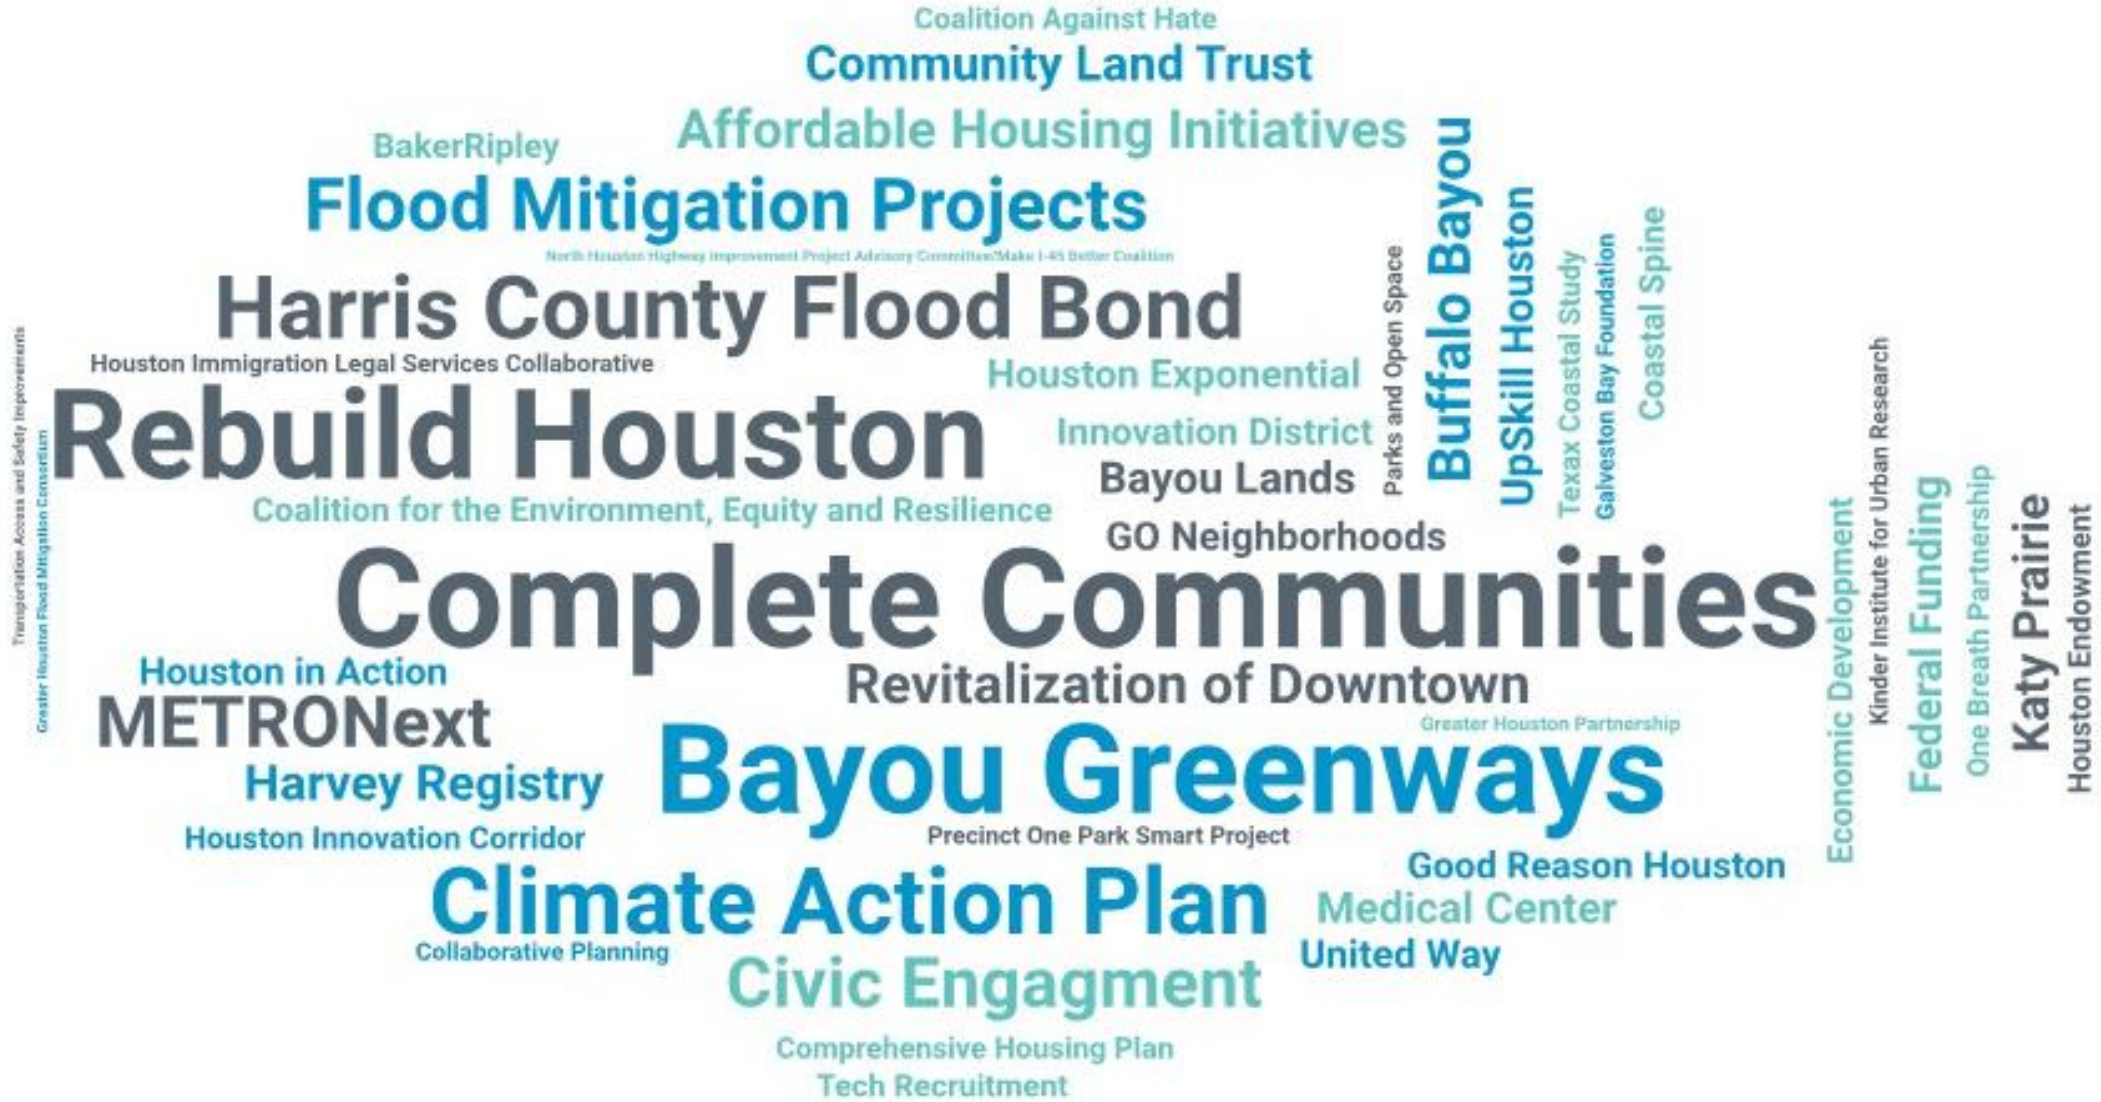 Coalition Against Hate
Community Land Trust
Affordable Housing Initiatives
BakerRipley
Flood Mitigation Projects
North Houston Highway Improvement Project Advisory Committee/Make I-45 Better Coalition
Harris County Flood Bond
Houston Immigration Legal Services Collaborative
Houston Exponential
Rebuild Houston
Innovation District
Bayou Lands
Coalition for the Environment, Equity and Resilience
GO Neighborhoods
Complete Communities
Houston in Action
Revitalization of Downtown
METRONext
Greater Houston Partnership
Bayou Greenways
Harvey Registry
Houston Innovation Corridor
Precinct One Park Smart Project
Good Reason Houston
Climate Action Plan
Medical Center
Collaborative Planning
United Way
Civic Engagment
Comprehensive Housing Plan
Tech Recruitment
Transportation Access and Safety Improvements
Greater Houston Flood Mitigation Consortium
Parks and Open Space
Buffalo Bayou
UpSkill Houston
Texax Coastal Study
Galveston Bay Foundation
Coastal Spine
Economic Development
Kinder Institute for Urban Research
Federal Funding
One Breath Partnership
Katy Prairie
Houston Endowment